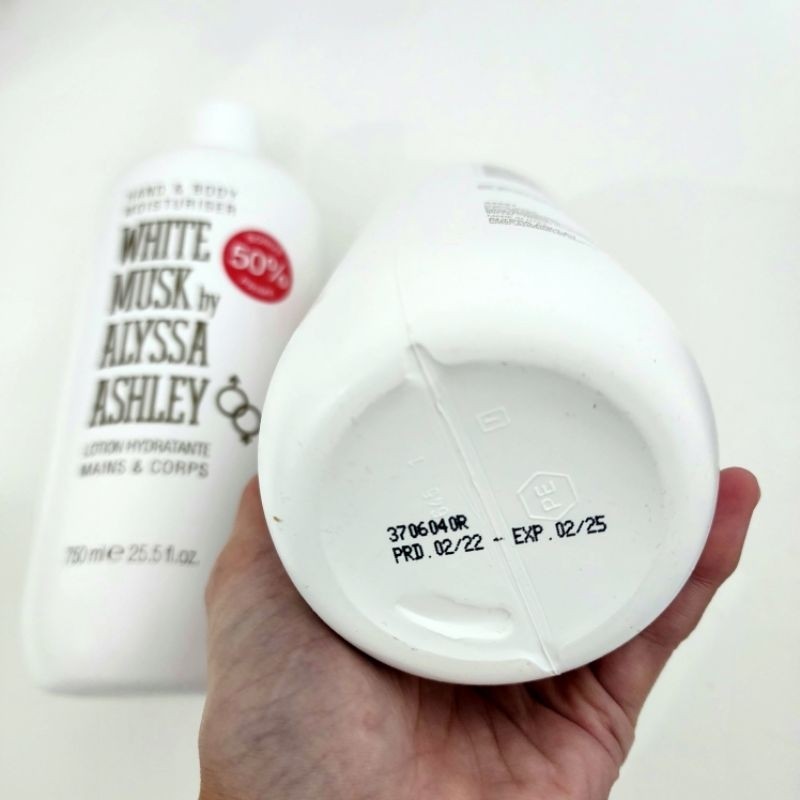 HAND & BODY
MOISTURISER
WHITE
MUSK by
ALYSSA
ASHLEY
50%
LOTION HYDRATANTE
MAINS & CORPS
750 ml e 25.5 fl.oz.
PE
3706040R
PRD.02/22 - EXP.02/25